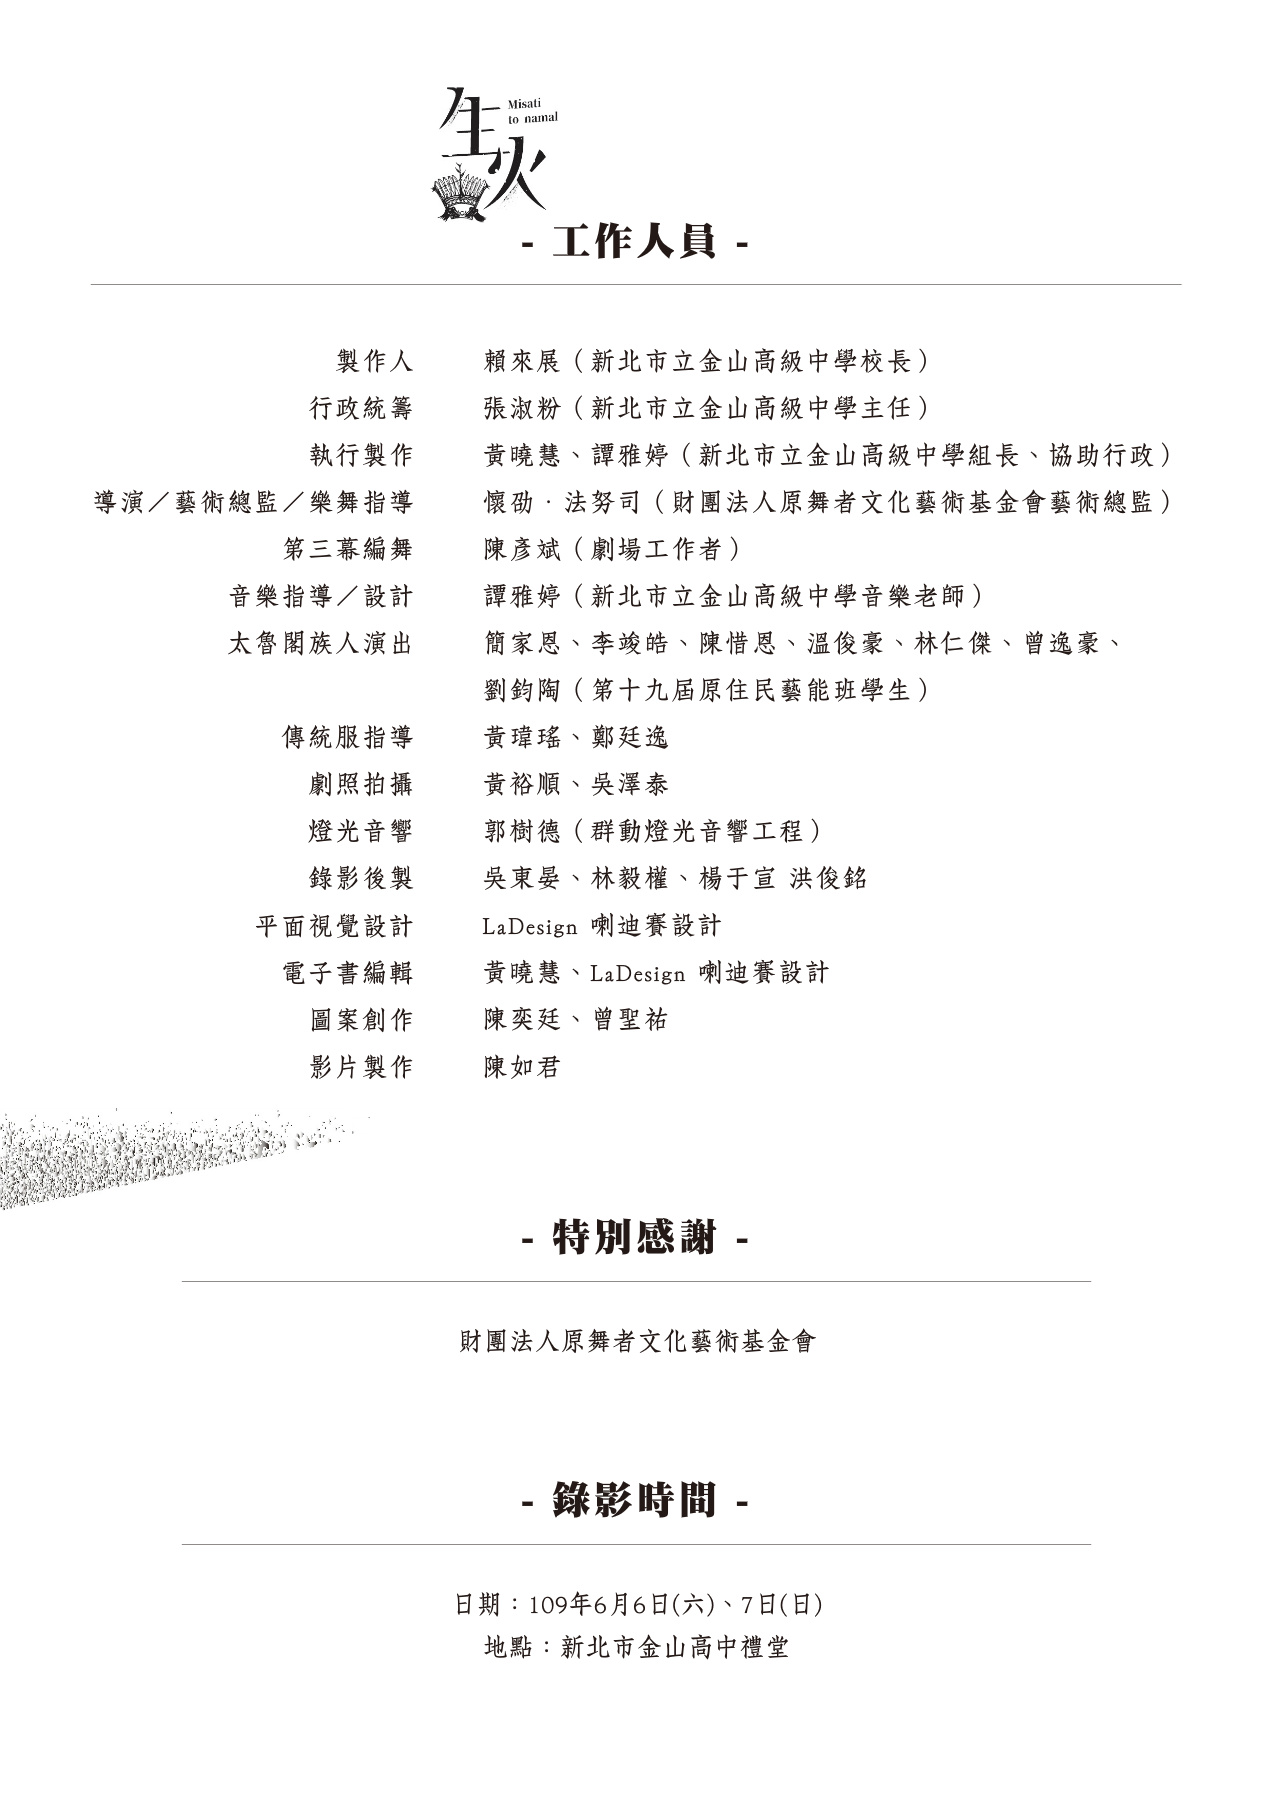 生火
Misati
to namal
- 工作人員 -
製作人 賴來展（新北市立金山高級中學校長）
行政統籌 張淑粉（新北市立金山高級中學主任）
執行製作 黃曉慧、譚雅婷（新北市立金山高級中學組長、協助行政）
導演／藝術總監／樂舞指導 懷劭．法努司（財團法人原舞者文化藝術基金會藝術總監）
第三幕編舞 陳彥斌（劇場工作者）
音樂指導／設計 譚雅婷（新北市立金山高級中學音樂老師）
太魯閣族人演出 簡家恩、李竣皓、陳惜恩、溫俊豪、林仁傑、曾逸豪、
劉鈞陶（第十九屆原住民藝能班學生）
傳統服指導 黃瑋瑤、鄭廷逸
劇照拍攝 黃裕順、吳澤泰
燈光音響 郭樹德（群動燈光音響工程）
錄影後製 吳東晏、林毅權、楊于宣 洪俊銘
平面視覺設計 LaDesign 喇迪賽設計
電子書編輯 黃曉慧、LaDesign 喇迪賽設計
圖案創作 陳奕廷、曾聖祐
影片製作 陳如君
- 特別感謝 -
財團法人原舞者文化藝術基金會
- 錄影時間 -
日期：109年6月6日(六)、7日(日)
地點：新北市金山高中禮堂